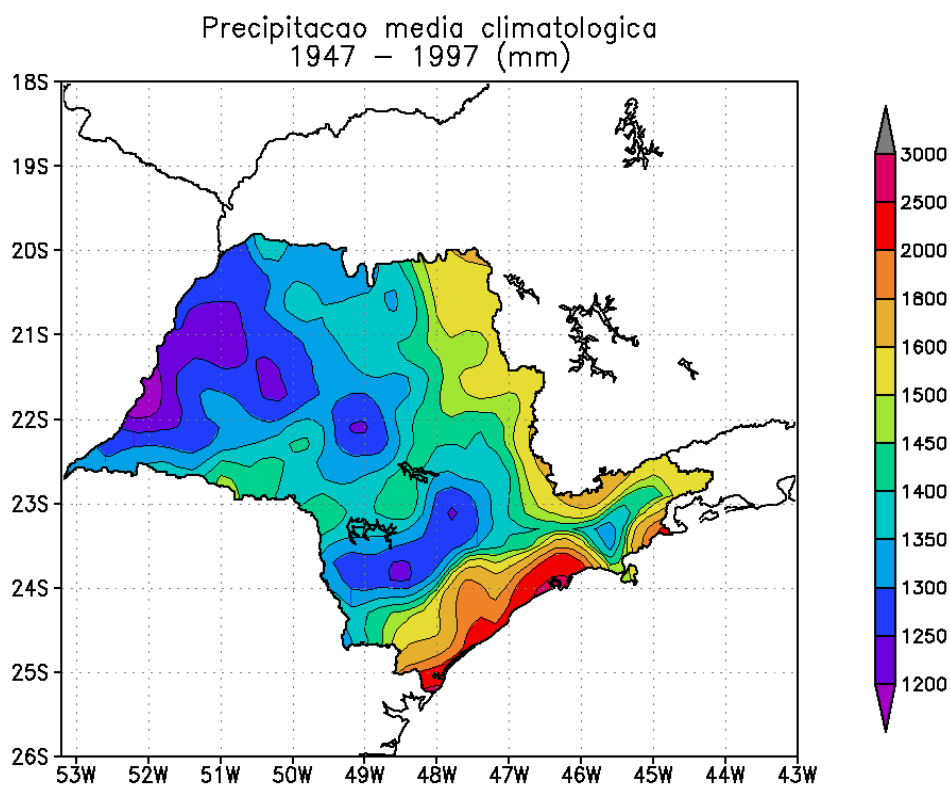 Precipitacao media climatologica
1947 – 1997 (mm)
18S
19S
20S
21S
22S
23S
24S
25S
26S
53W 52W 51W 50W 49W 48W 47W 46W 45W 44W 43W
3000
2500
2000
1800
1600
1500
1450
1400
1350
1300
1250
1200